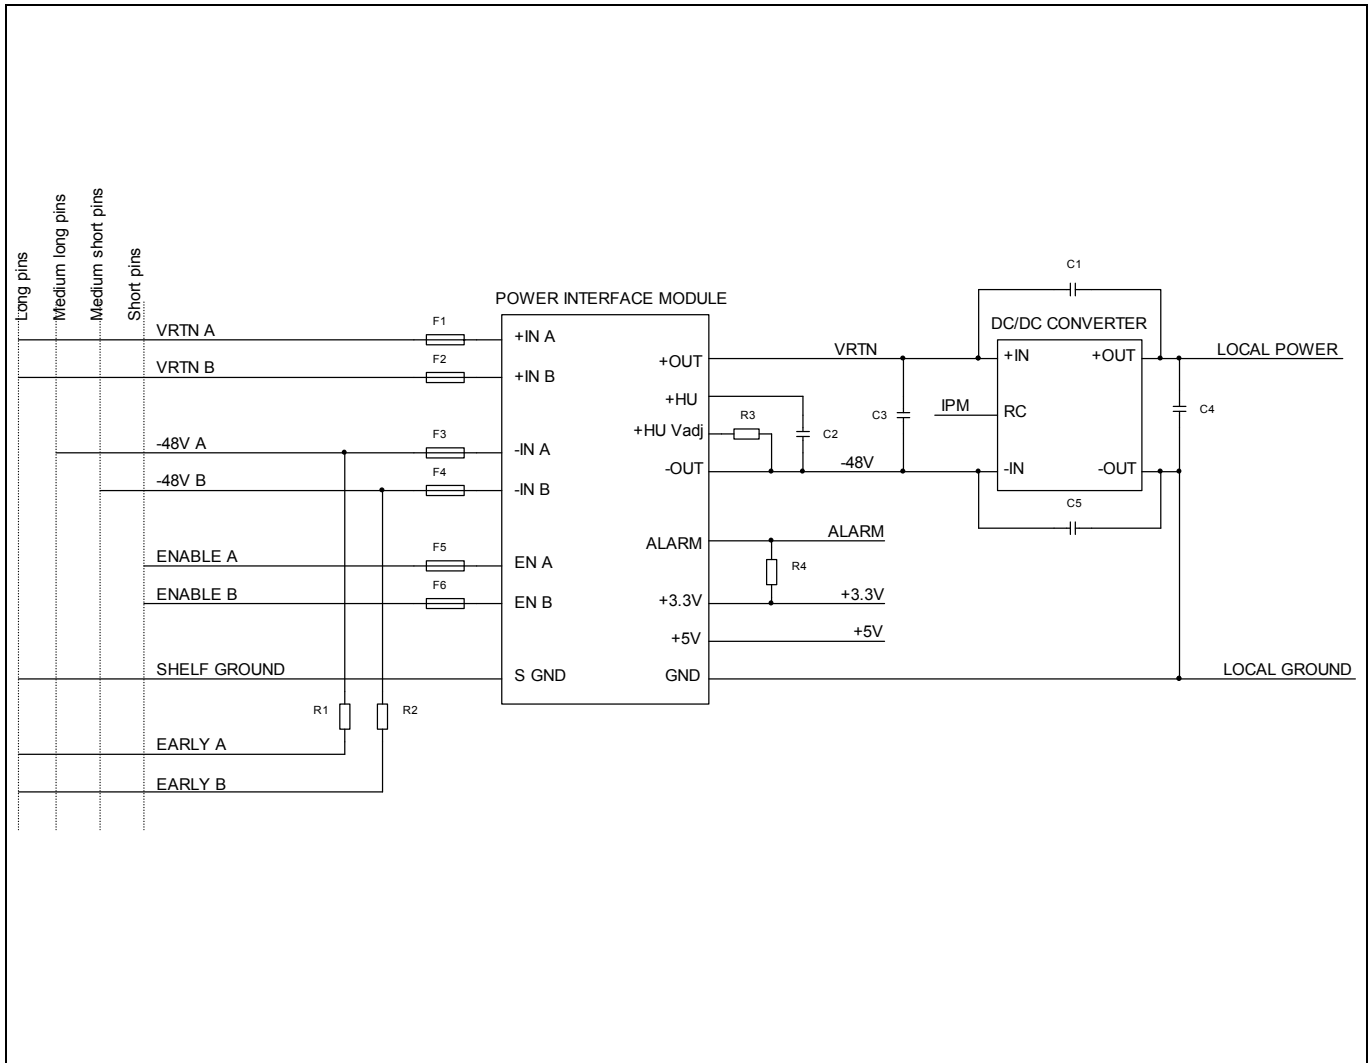 Long pins
Medium long pins
Medium short pins
Short pins
VRTN A
VRTN B
-48V A
-48V B
ENABLE A
ENABLE B
SHELF GROUND
EARLY A
EARLY B
F1
F2
F3
F4
F5
F6
R1
R2
POWER INTERFACE MODULE
+IN A
+IN B
-IN A
-IN B
EN A
EN B
S GND
+OUT
+HU
+HU Vadj
-OUT
ALARM
+3.3V
+5V
GND
VRTN
R3
C2
C3
-48V
ALARM
R4
+3.3V
+5V
IPM
C1
DC/DC CONVERTER
+IN
+OUT
RC
-IN
-OUT
C5
C4
LOCAL POWER
LOCAL GROUND